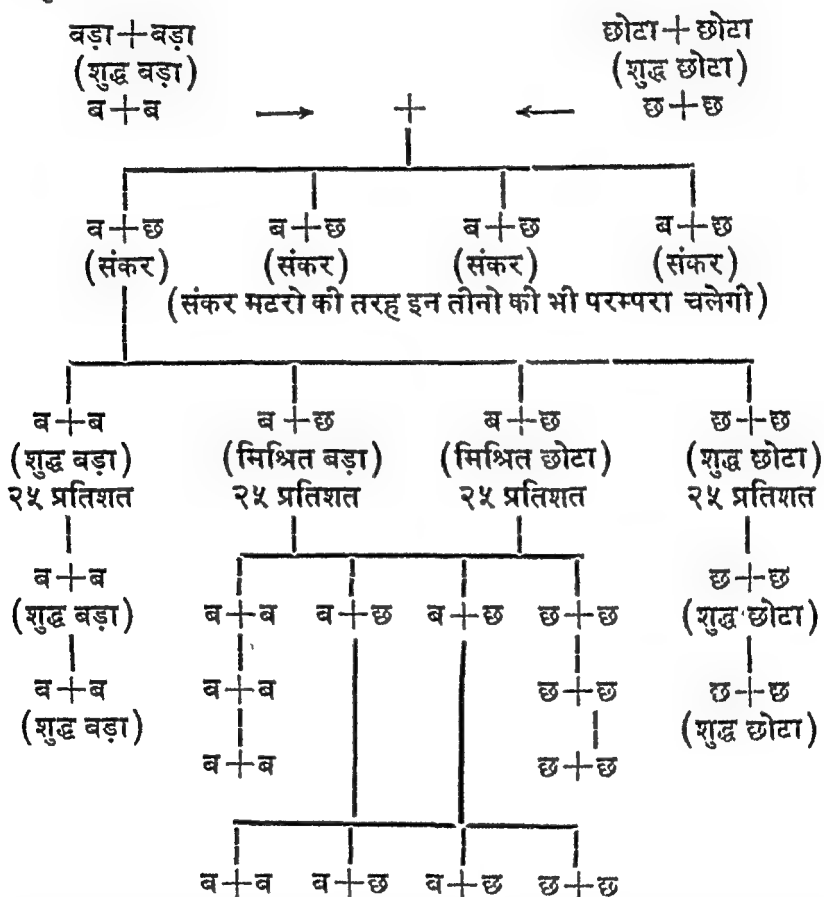 बड़ा+बड़ा छोटा+छोटा
(शुद्ध बड़ा) (शुद्ध छोटा)
ब+ब → + ← छ+छ
ब+छ ब+छ ब+छ ब+छ
(संकर) (संकर) (संकर) (संकर)
(संकर मटरो की तरह इन तीनो की भी परम्परा चलेगी)
ब+ब ब+छ ब+छ छ+छ
(शुद्ध बड़ा) (मिश्रित बड़ा) (मिश्रित छोटा) (शुद्ध छोटा)
२५ प्रतिशत २५ प्रतिशत २५ प्रतिशत २५ प्रतिशत
ब+ब छ+छ
(शुद्ध बड़ा) ब+ब ब+छ ब+छ छ+छ (शुद्ध छोटा)
ब+ब ब+ब छ+छ छ+छ
(शुद्ध बड़ा) (शुद्ध छोटा)
ब+ब छ+छ
ब+ब ब+छ ब+छ छ+छ